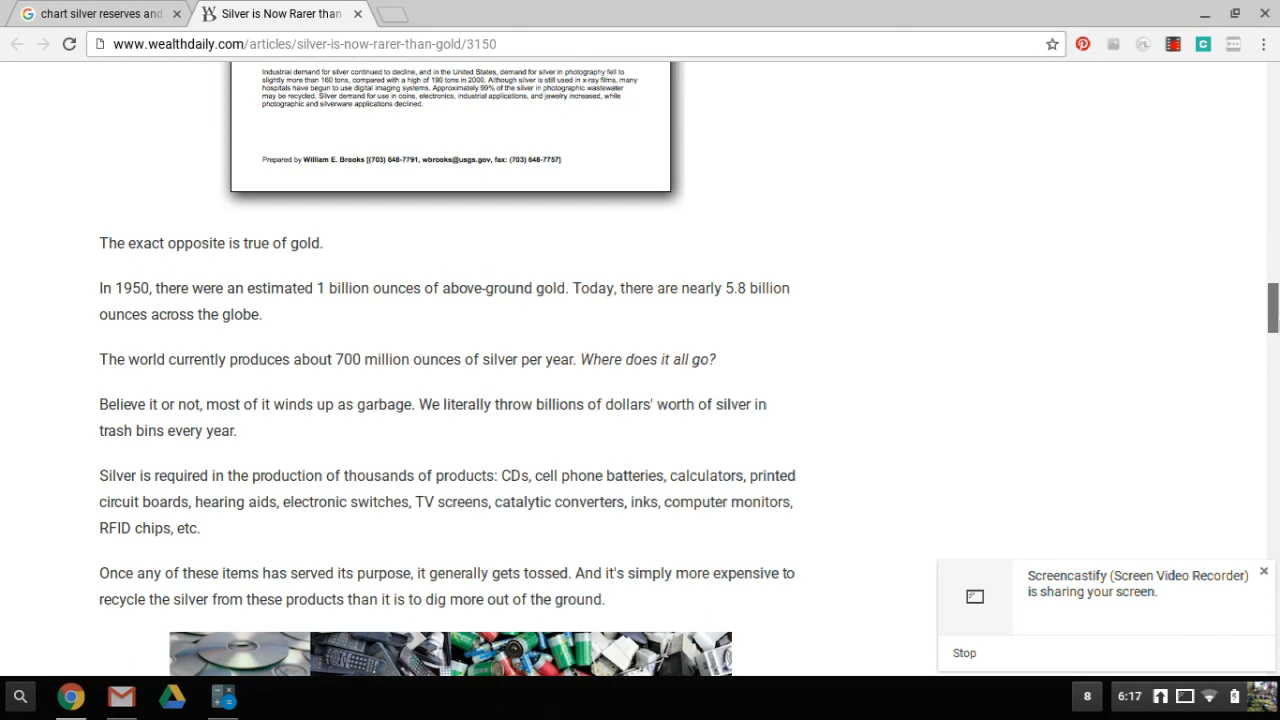 chart silver reserves and
Silver is Now Rarer than
www.wealthdaily.com/articles/silver-is-now-rarer-than-gold/3150
PL
C
Industrial demand for silver continued to decline, and in the United States, demand for silver in photography fell to
slightly more than 160 tons, compared with a high of 190 tons in 2000. Although silver is still used in x-ray films, many
hospitals have begun to use digital imaging systems. Approximately 99% of the silver in photographic wastewater
may be recycled. Silver demand for use in coins, electronics, industrial applications, and jewelry increased, while
photographic and silverware applications declined.
Prepared by William E. Brooks [(703) 648-7791, wbrooks@usgs.gov, fax: (703) 648-7757]
The exact opposite is true of gold.
In 1950, there were an estimated 1 billion ounces of above-ground gold. Today, there are nearly 5.8 billion
ounces across the globe.
The world currently produces about 700 million ounces of silver per year. Where does it all go?
Believe it or not, most of it winds up as garbage. We literally throw billions of dollars' worth of silver in
trash bins every year.
Silver is required in the production of thousands of products: CDs, cell phone batteries, calculators, printed
circuit boards, hearing aids, electronic switches, TV screens, catalytic converters, inks, computer monitors,
RFID chips, etc.
Once any of these items has served its purpose, it generally gets tossed. And it's simply more expensive to
recycle the silver from these products than it is to dig more out of the ground.
Screencastify (Screen Video Recorder)
is sharing your screen.
Stop
8
6:17